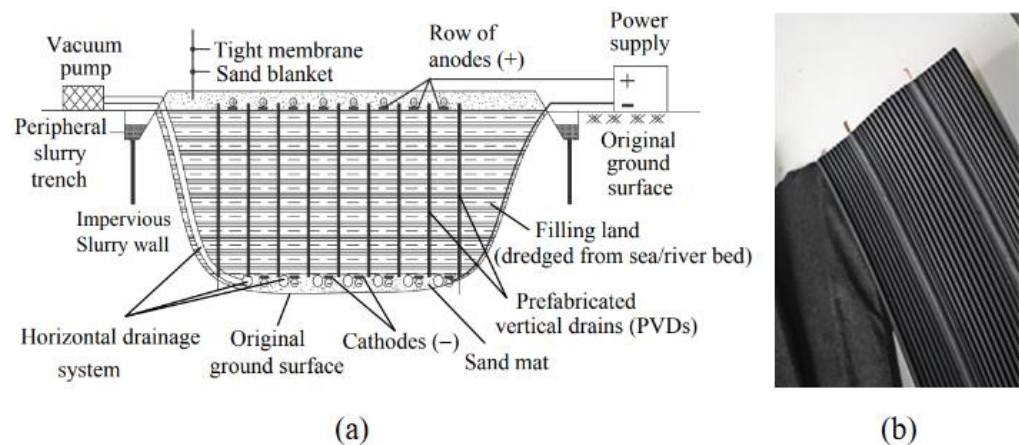 Vacuum
pump
Tight membrane
Sand blanket
Row of
anodes (+)
Power
supply
+
−
Peripheral
slurry
trench
Original
ground
surface
Impervious
Slurry wall
Filling land
(dredged from sea/river bed)
Horizontal drainage
system
Original
ground surface
Cathodes (−)
Sand mat
Prefabricated
vertical drains (PVDs)
(a)
(b)